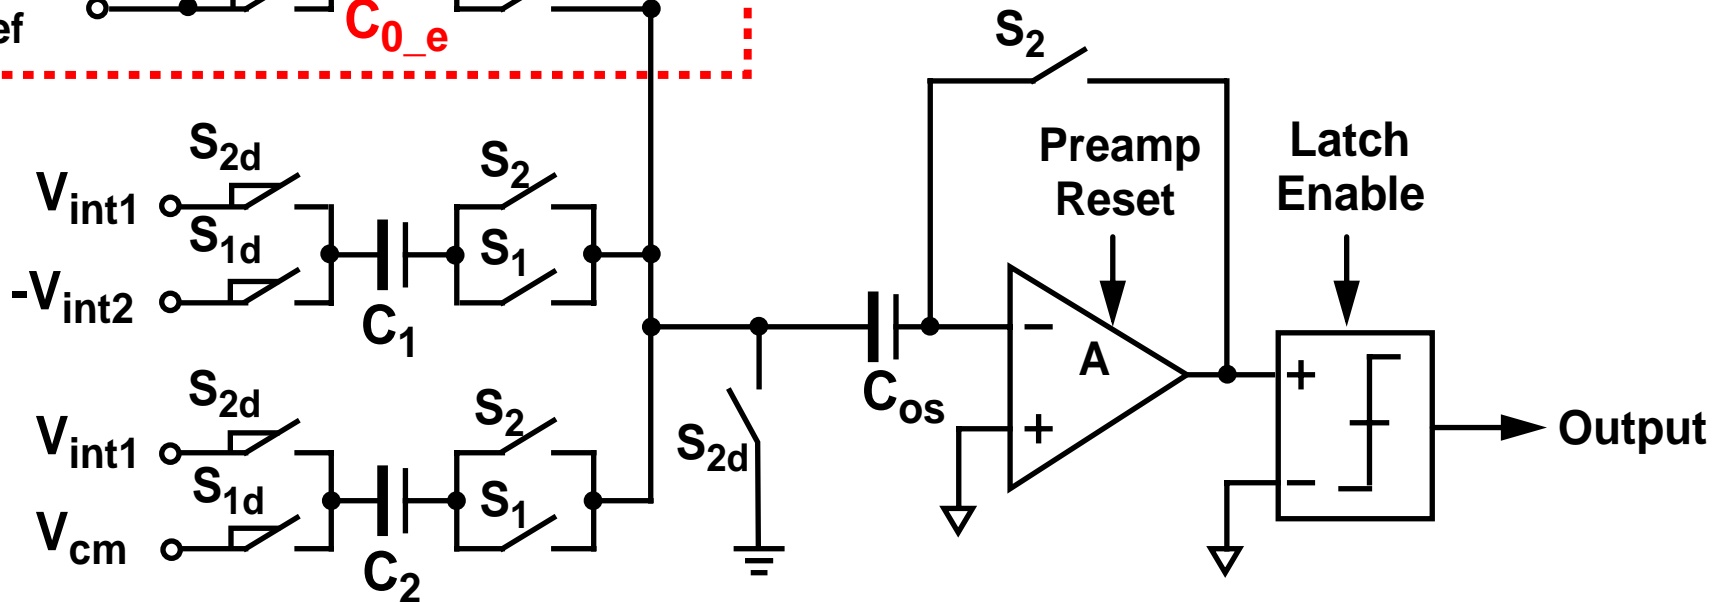 ef
C0_e
S2
S2d
S2
Vint1
S1d
S1
-Vint2
C1
Preamp
Reset
Latch
Enable
A
−
+
+
−
Cos
Output
S2d
S2d
S2
Vint1
S1d
S1
Vcm
C2